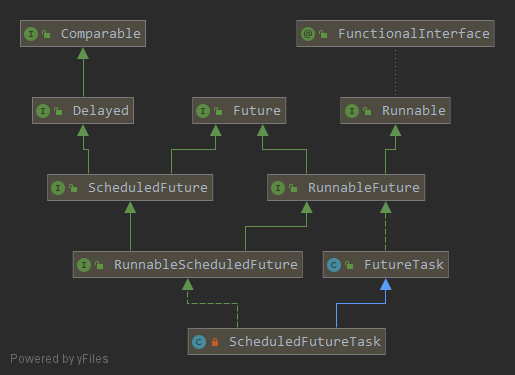 Comparable
FunctionalInterface
Delayed
Future
Runnable
ScheduledFuture
RunnableFuture
RunnableScheduledFuture
FutureTask
ScheduledFutureTask
Powered by yFiles